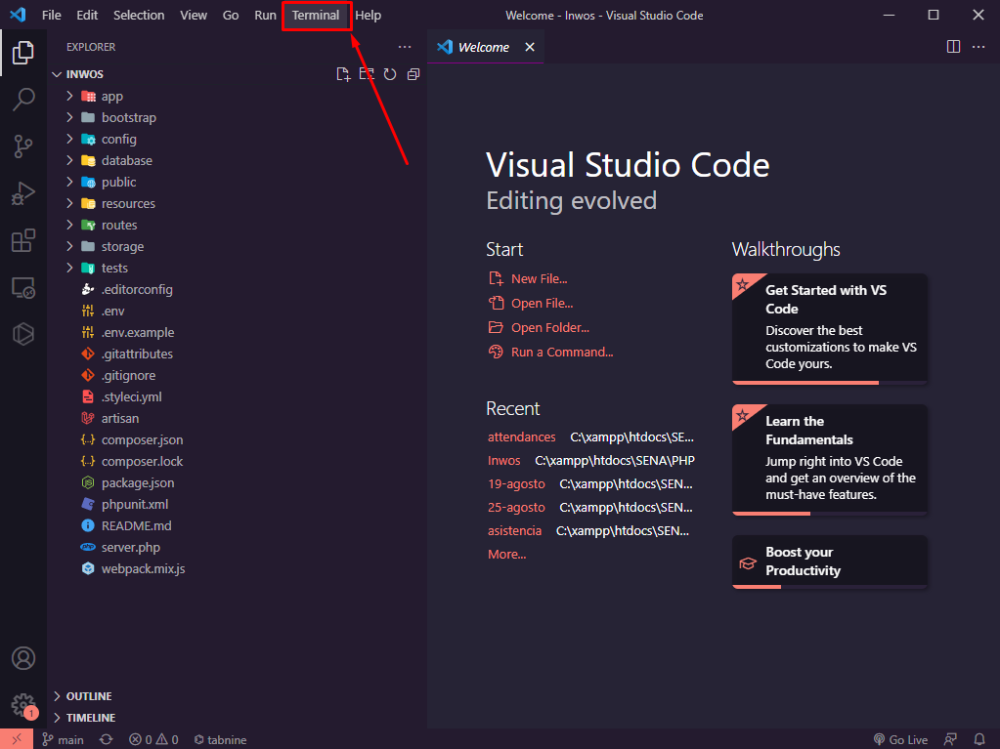 File Edit Selection View Go Run Terminal Help
Welcome - Inwos - Visual Studio Code
EXPLORER
INWOS
app
bootstrap
config
database
public
resources
routes
storage
tests
.editorconfig
.env
.env.example
.gitattributes
.gitignore
.styleci.yml
artisan
composer.json
composer.lock
package.json
phpunit.xml
README.md
server.php
webpack.mix.js
OUTLINE
TIMELINE
Welcome
Visual Studio Code
Editing evolved
Start
New File...
Open File...
Open Folder...
Run a Command...
Recent
attendances C:\xampp\htdocs\SE...
Inwos C:\xampp\htdocs\SENA\PHP
19-agosto C:\xampp\htdocs\SEN...
25-agosto C:\xampp\htdocs\SEN...
asistencia C:\xampp\htdocs\SEN...
More...
Walkthroughs
Get Started with VS
Code
Discover the best
customizations to make VS
Code yours.
Learn the
Fundamentals
Jump right into VS Code
and get an overview of the
must-have features.
Boost your
Productivity
1
main 0 0 tabnine
Go Live